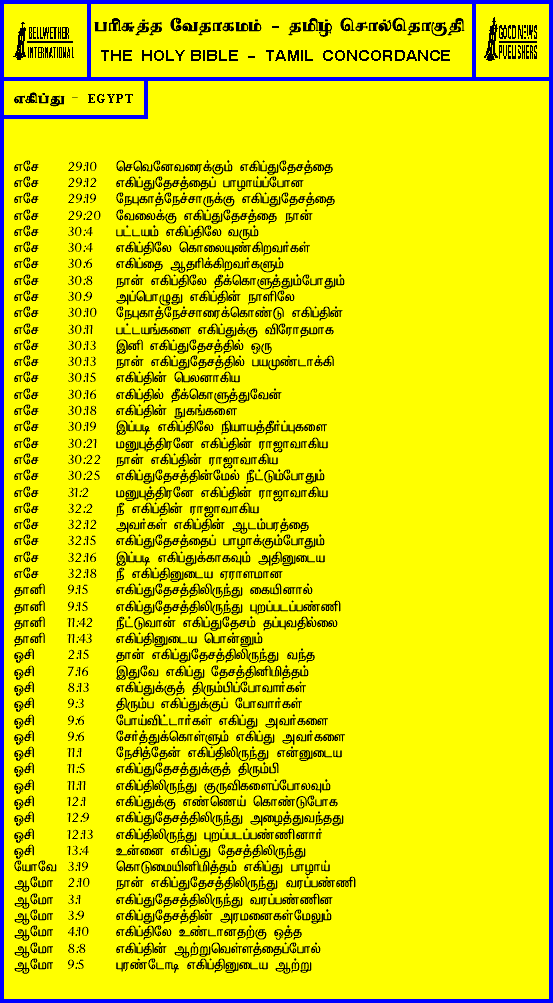 BELLWETHER
INTERNATIONAL
பரிசுத்த வேதாகமம் - தமிழ் சொல்தொகுதி
THE HOLY BIBLE - TAMIL CONCORDANCE
GOOD NEWS
PUBLISHERS
எகிப்து - EGYPT
எசே 29:10 செவெனேவரைக்கும் எகிப்துதேசத்தை
எசே 29:12 எகிப்துதேசத்தைப் பாழாய்ப்போன
எசே 29:19 நேபுகாத்நேச்சாருக்கு எகிப்துதேசத்தை
எசே 29:20 வேலைக்கு எகிப்துதேசத்தை நான்
எசே 30:4 பட்டயம் எகிப்திலே வரும்
எசே 30:4 எகிப்திலே கொலையுண்கிறவர்கள்
எசே 30:6 எகிப்தை ஆதரிக்கிறவர்களும்
எசே 30:8 நான் எகிப்திலே தீக்கொளுத்தும்போதும்
எசே 30:9 அப்பொழுது எகிப்தின் நாளிலே
எசே 30:10 நேபுகாத்நேச்சாரைக்கொண்டு எகிப்தின்
எசே 30:11 பட்டயங்களை எகிப்துக்கு விரோதமாக
எசே 30:13 இனி எகிப்துதேசத்தில் ஒரு
எசே 30:13 நான் எகிப்துதேசத்தில் பயமுண்டாக்கி
எசே 30:15 எகிப்தின் பெலனாகிய
எசே 30:16 எகிப்தில் தீக்கொளுத்துவேன்
எசே 30:18 எகிப்தின் நுகங்களை
எசே 30:19 இப்படி எகிப்திலே நியாயத்தீர்ப்புகளை
எசே 30:21 மனுபுத்திரனே எகிப்தின் ராஜாவாகிய
எசே 30:22 நான் எகிப்தின் ராஜாவாகிய
எசே 30:25 எகிப்துதேசத்தின்மேல் நீட்டும்போதும்
எசே 31:2 மனுபுத்திரனே எகிப்தின் ராஜாவாகிய
எசே 32:2 நீ எகிப்தின் ராஜாவாகிய
எசே 32:12 அவர்கள் எகிப்தின் ஆடம்பரத்தை
எசே 32:15 எகிப்துதேசத்தைப் பாழாக்கும்போதும்
எசே 32:16 இப்படி எகிப்துக்காகவும் அதினுடைய
எசே 32:18 நீ எகிப்தினுடைய ஏராளமான
தானி 9:15 எகிப்துதேசத்திலிருந்து கையினால்
தானி 9:15 எகிப்துதேசத்திலிருந்து புறப்படப்பண்ணி
தானி 11:42 நீட்டுவான் எகிப்துதேசம் தப்புவதில்லை
தானி 11:43 எகிப்தினுடைய பொன்னும்
ஓசி 2:15 தான் எகிப்துதேசத்திலிருந்து வந்த
ஓசி 7:16 இதுவே எகிப்து தேசத்தினிமித்தம்
ஓசி 8:13 எகிப்துக்குத் திரும்பிப்போவார்கள்
ஓசி 9:3 திரும்ப எகிப்துக்குப் போவார்கள்
ஓசி 9:6 போய்விட்டார்கள் எகிப்து அவர்களை
ஓசி 9:6 சேர்த்துக்கொள்ளும் எகிப்து அவர்களை
ஓசி 11:1 நேசித்தேன் எகிப்திலிருந்து என்னுடைய
ஓசி 11:5 எகிப்துதேசத்துக்குத் திரும்பி
ஓசி 11:11 எகிப்திலிருந்து குருவிகளைப்போலவும்
ஓசி 12:1 எகிப்துக்கு எண்ணெய் கொண்டுபோக
ஓசி 12:9 எகிப்துதேசத்திலிருந்து அழைத்துவந்தது
ஓசி 12:13 எகிப்திலிருந்து புறப்படப்பண்ணினார்
ஓசி 13:4 உன்னை எகிப்து தேசத்திலிருந்து
யோவே 3:19 கொடுமையினிமித்தம் எகிப்து பாழாய்
ஆமோ 2:10 நான் எகிப்துதேசத்திலிருந்து வரப்பண்ணி
ஆமோ 3:1 எகிப்துதேசத்திலிருந்து வரப்பண்ணின
ஆமோ 3:9 எகிப்துதேசத்தின் அரமனைகள்மேலும்
ஆமோ 4:10 எகிப்திலே உண்டானதற்கு ஒத்த
ஆமோ 8:8 எகிப்தின் ஆற்றுவெள்ளத்தைப்போல்
ஆமோ 9:5 புரண்டோடி எகிப்தினுடைய ஆற்று